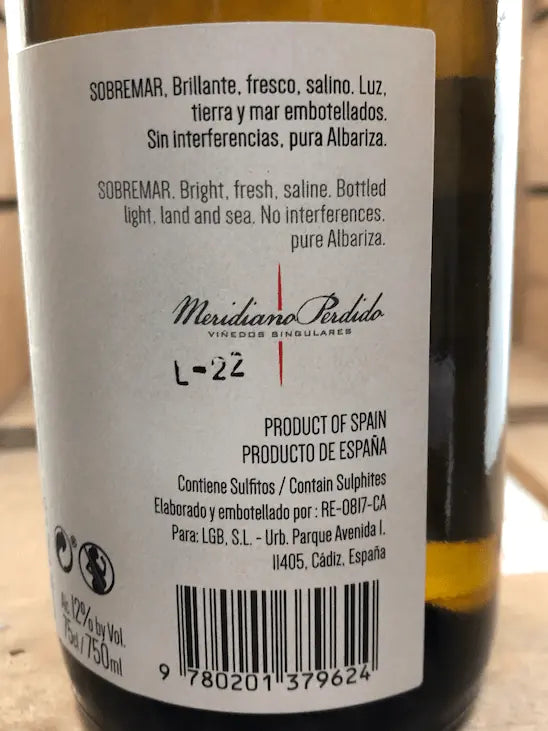 SOBREMAR, Brillante, fresco, salino. Luz,
tierra y mar embotellados.
Sin interferencias, pura Albariza.
SOBREMAR. Bright, fresh, saline. Bottled
light, land and sea. No interferences,
pure Albariza.
Meridiano Perdido
VIÑEDOS SINGULARES
L-22
PRODUCT OF SPAIN
PRODUCTO DE ESPAÑA
Contiene Sulfitos / Contain Sulphites
Elaborado y embotellado por : RE-0817-CA
Para: LGB, S.L. - Urb. Parque Avenida I.
11405, Cádiz, España
Alc. 12% by Vol.
75cl / 750ml
9 780201 379624